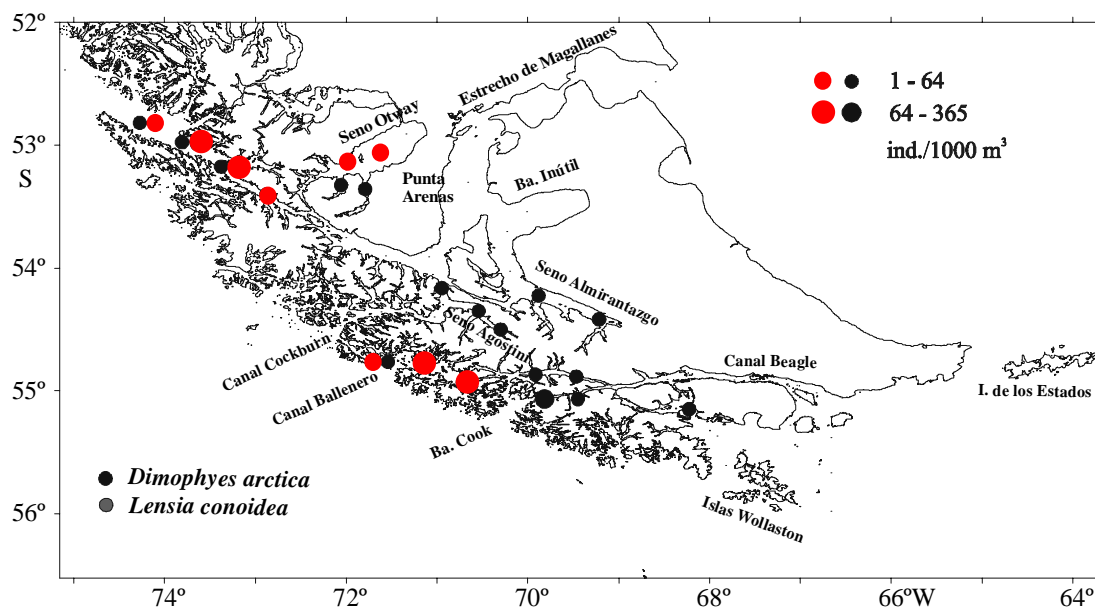 52º
53º
S
54º
55º
56º
74º
72º
70º
68º
66ºW
64º
Estrecho de Magallanes
Seno Otway
Punta
Arenas
Ba. Inútil
Seno Almirantazgo
Seno Agostini
Canal Cockburn
Canal Ballenero
Ba. Cook
Canal Beagle
I. de los Estados
Islas Wollaston
1 - 64
64 - 365
ind./1000 m³
Dimophyes arctica
Lensia conoidea